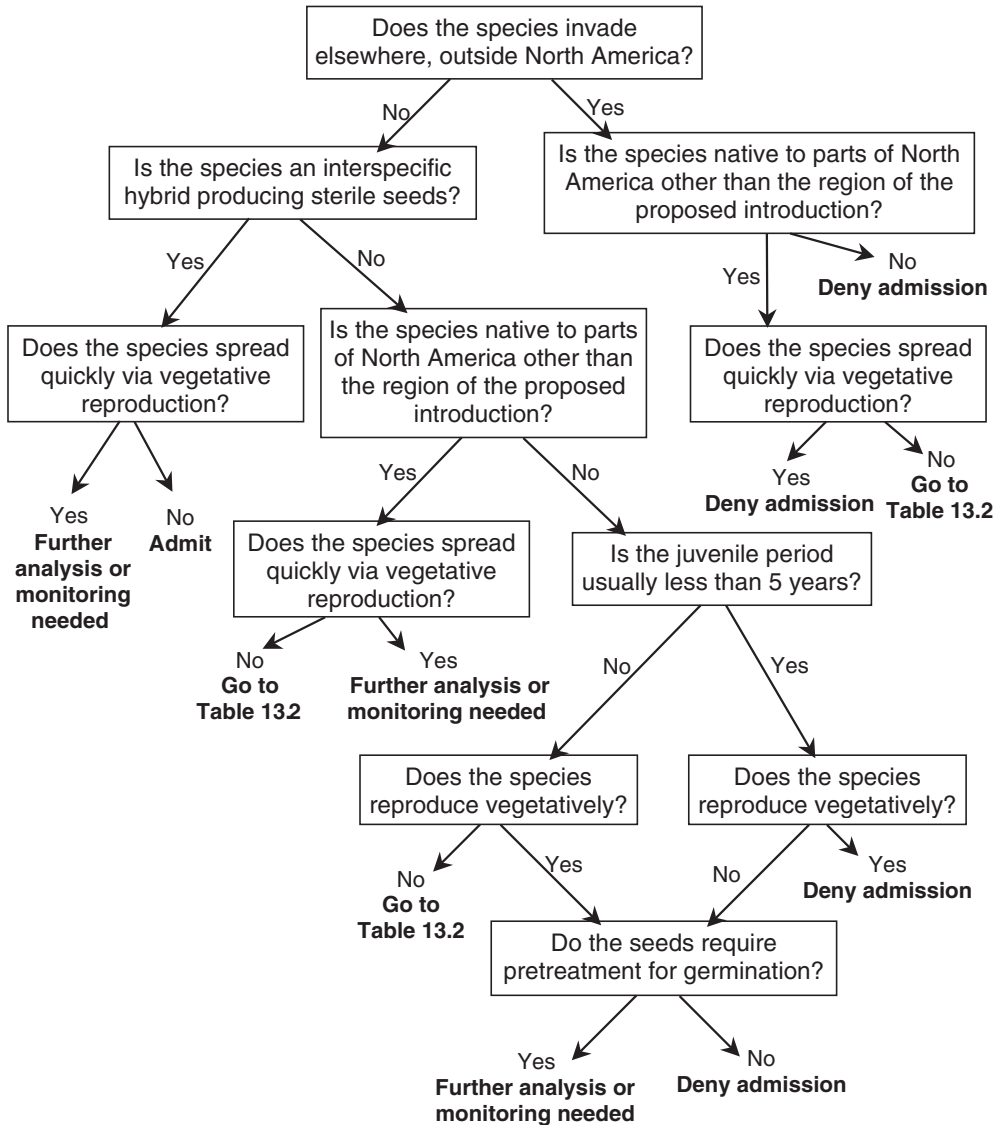 Does the species invade
elsewhere, outside North America?
No
Yes
Is the species an interspecific
hybrid producing sterile seeds?
Is the species native to parts of North
America other than the region of the
proposed introduction?
Yes
No
Yes
No
Deny admission
Does the species spread
quickly via vegetative
reproduction?
Is the species native to parts
of North America other than
the region of the proposed
introduction?
Does the species spread
quickly via vegetative
reproduction?
Yes
Further
analysis or
monitoring
needed
No
Admit
Yes
No
Yes
Deny admission
No
Go to
Table 13.2
Does the species spread
quickly via vegetative
reproduction?
Is the juvenile period
usually less than 5 years?
No
Go to
Table 13.2
Yes
Further analysis or
monitoring needed
No
Yes
Does the species
reproduce vegetatively?
Does the species
reproduce vegetatively?
No
Go to
Table 13.2
Yes
No
Yes
Deny admission
Do the seeds require
pretreatment for germination?
Yes
Further analysis or
monitoring needed
No
Deny admission